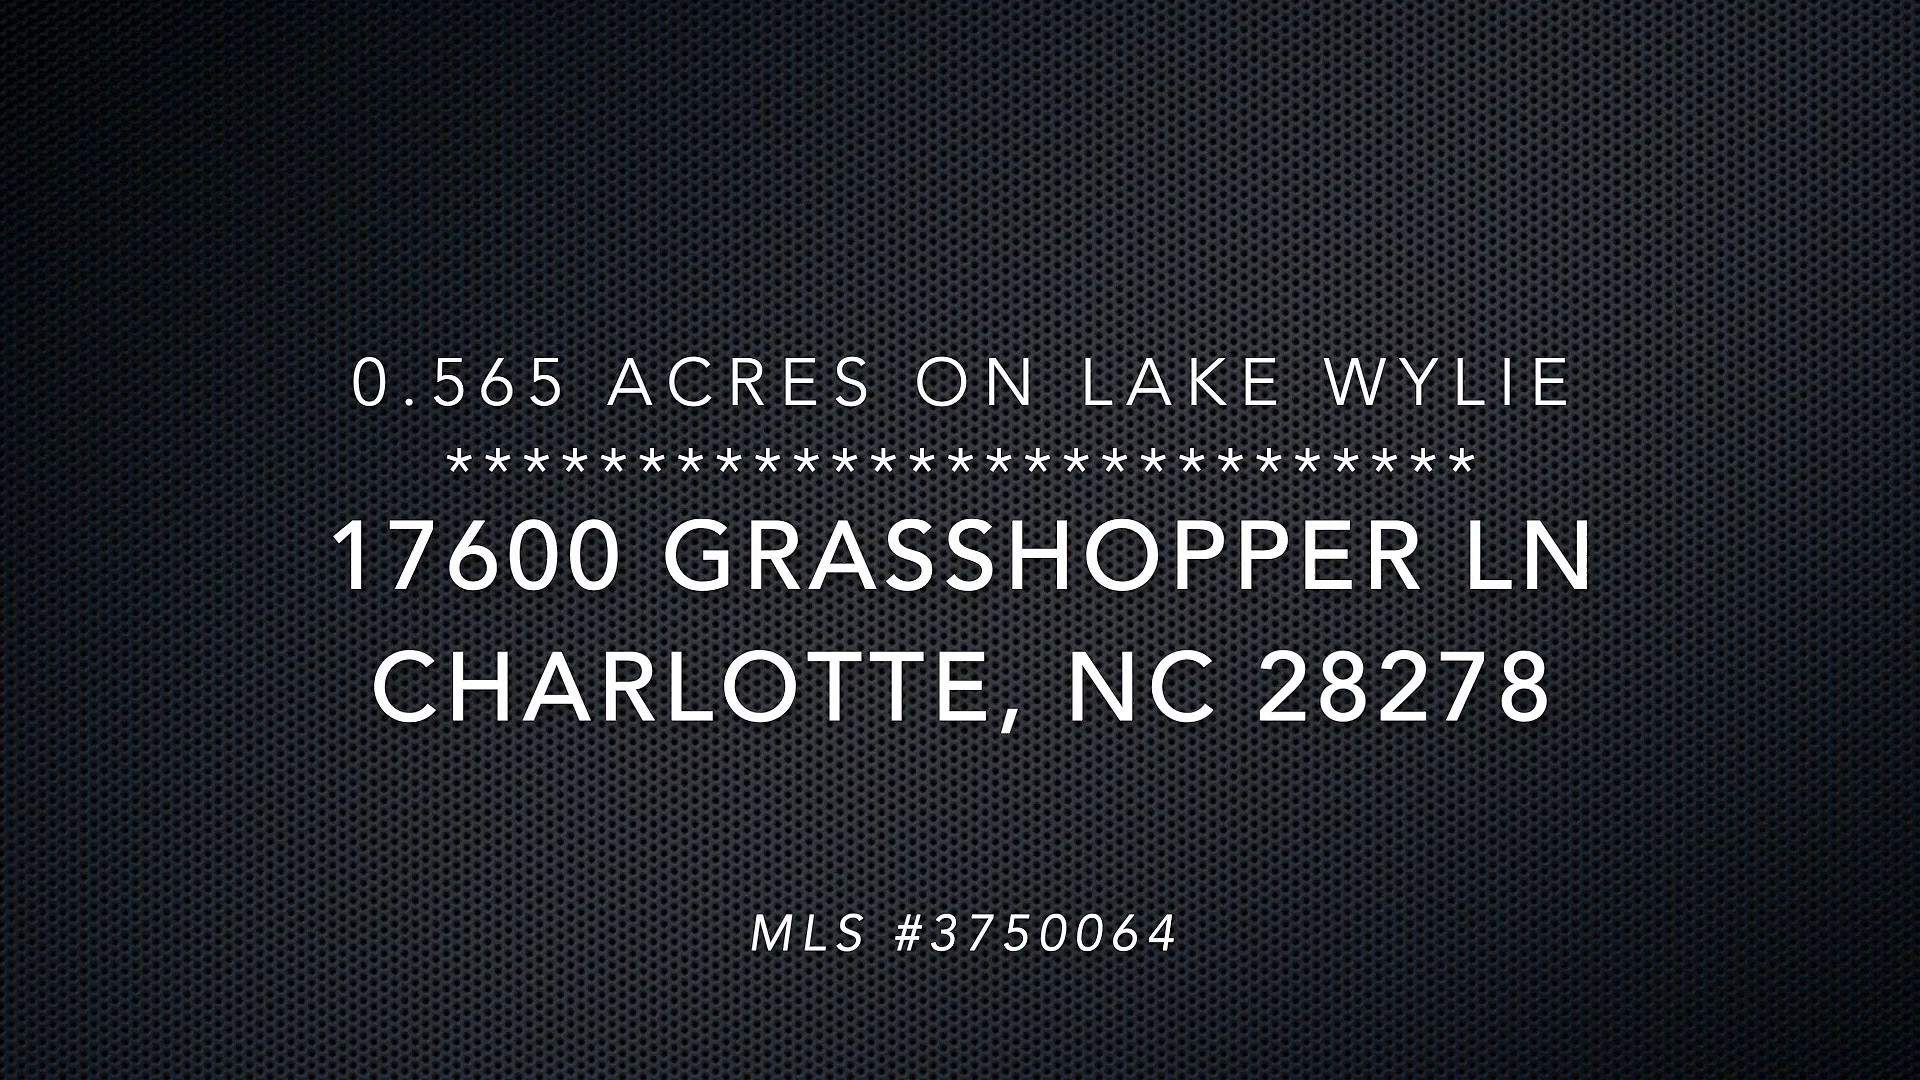 0.565 ACRES ON LAKE WYLIE
***************************
17600 GRASSHOPPER LN
CHARLOTTE, NC 28278
MLS #3750064